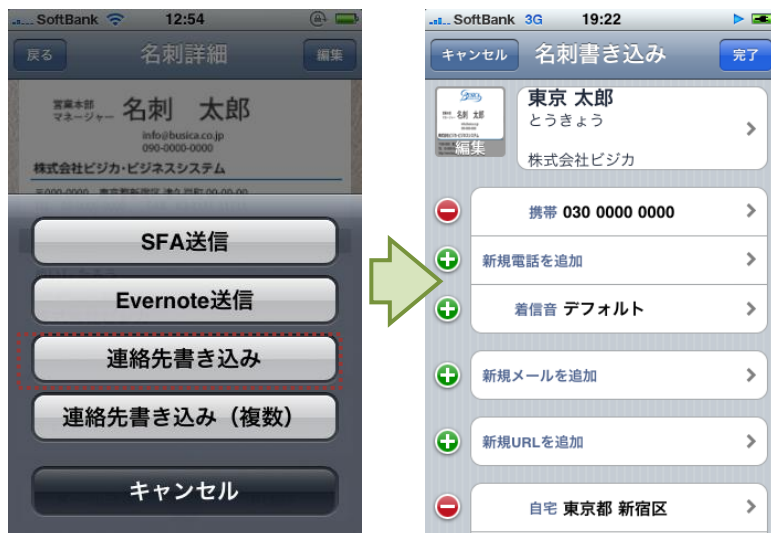 SoftBank 12:54
戻る 名刺詳細 編集
営業本部
マネージャー 名刺 太郎
info@busica.co.jp
090-0000-0000
株式会社ビジカ・ビジネスシステム
SFA送信
Evernote送信
連絡先書き込み
連絡先書き込み（複数）
キャンセル
SoftBank 3G 19:22
キャンセル 名刺書き込み 完了
編集
東京 太郎
とうきょう
株式会社ビジカ
携帯 030 0000 0000
新規電話を追加
着信音 デフォルト
新規メールを追加
新規URLを追加
自宅 東京都 新宿区